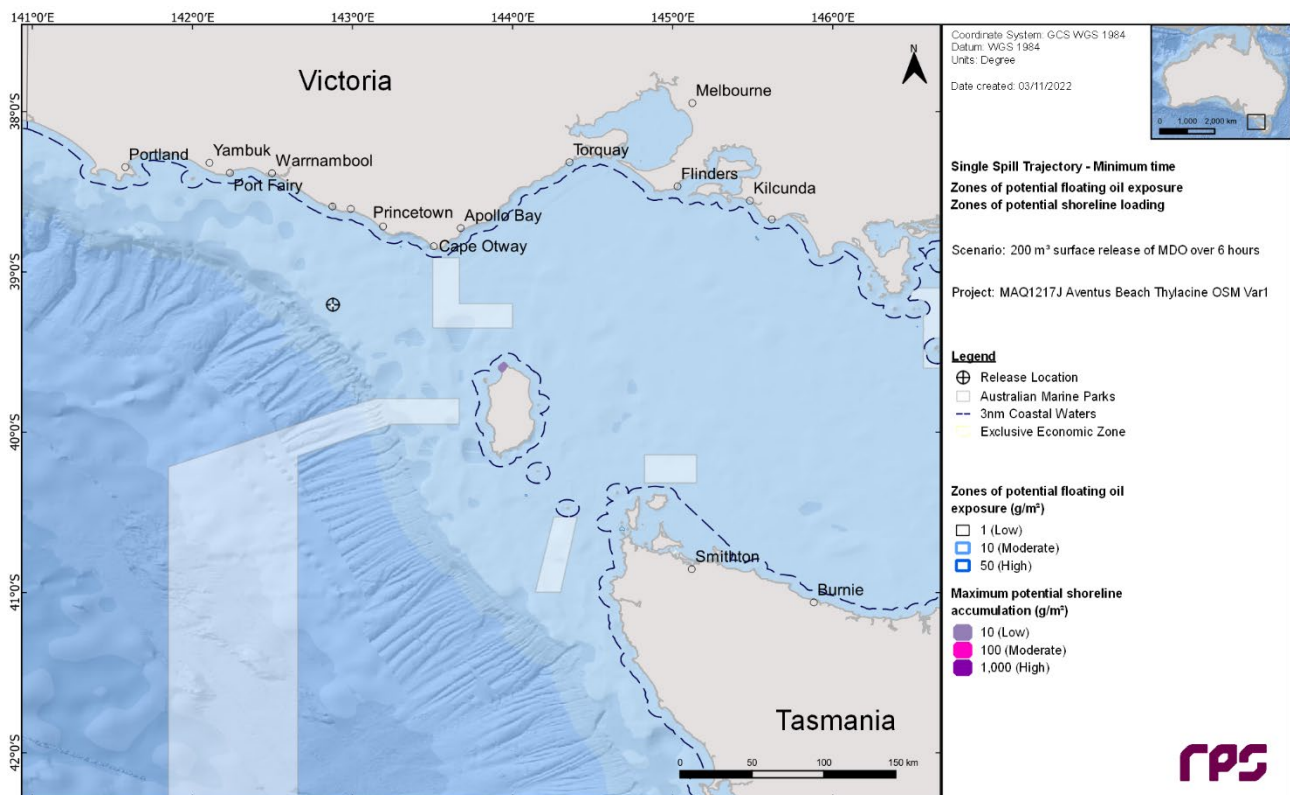 141°0'E 142°0'E 143°0'E 144°0'E 145°0'E 146°0'E
38°0'S
39°0'S
40°0'S
41°0'S
42°0'S
Victoria
Melbourne
Portland
Yambuk
Warrnambool
Port Fairy
Princetown
Apollo Bay
Cape Otway
Torquay
Flinders
Kilcunda
Smithton
Burnie
Tasmania
0 50 100 150 km
N
Coordinate System: GCS WGS 1984
Datum: WGS 1984
Units: Degree
Date created: 03/11/2022
0 1,000 2,000 km
Single Spill Trajectory - Minimum time
Zones of potential floating oil exposure
Zones of potential shoreline loading
Scenario: 200 m³ surface release of MDO over 6 hours
Project: MAQ1217J Aventus Beach Thylacine OSM Var1
Legend
Release Location
Australian Marine Parks
3nm Coastal Waters
Exclusive Economic Zone
Zones of potential floating oil
exposure (g/m²)
1 (Low)
10 (Moderate)
50 (High)
Maximum potential shoreline
accumulation (g/m²)
10 (Low)
100 (Moderate)
1,000 (High)
rps